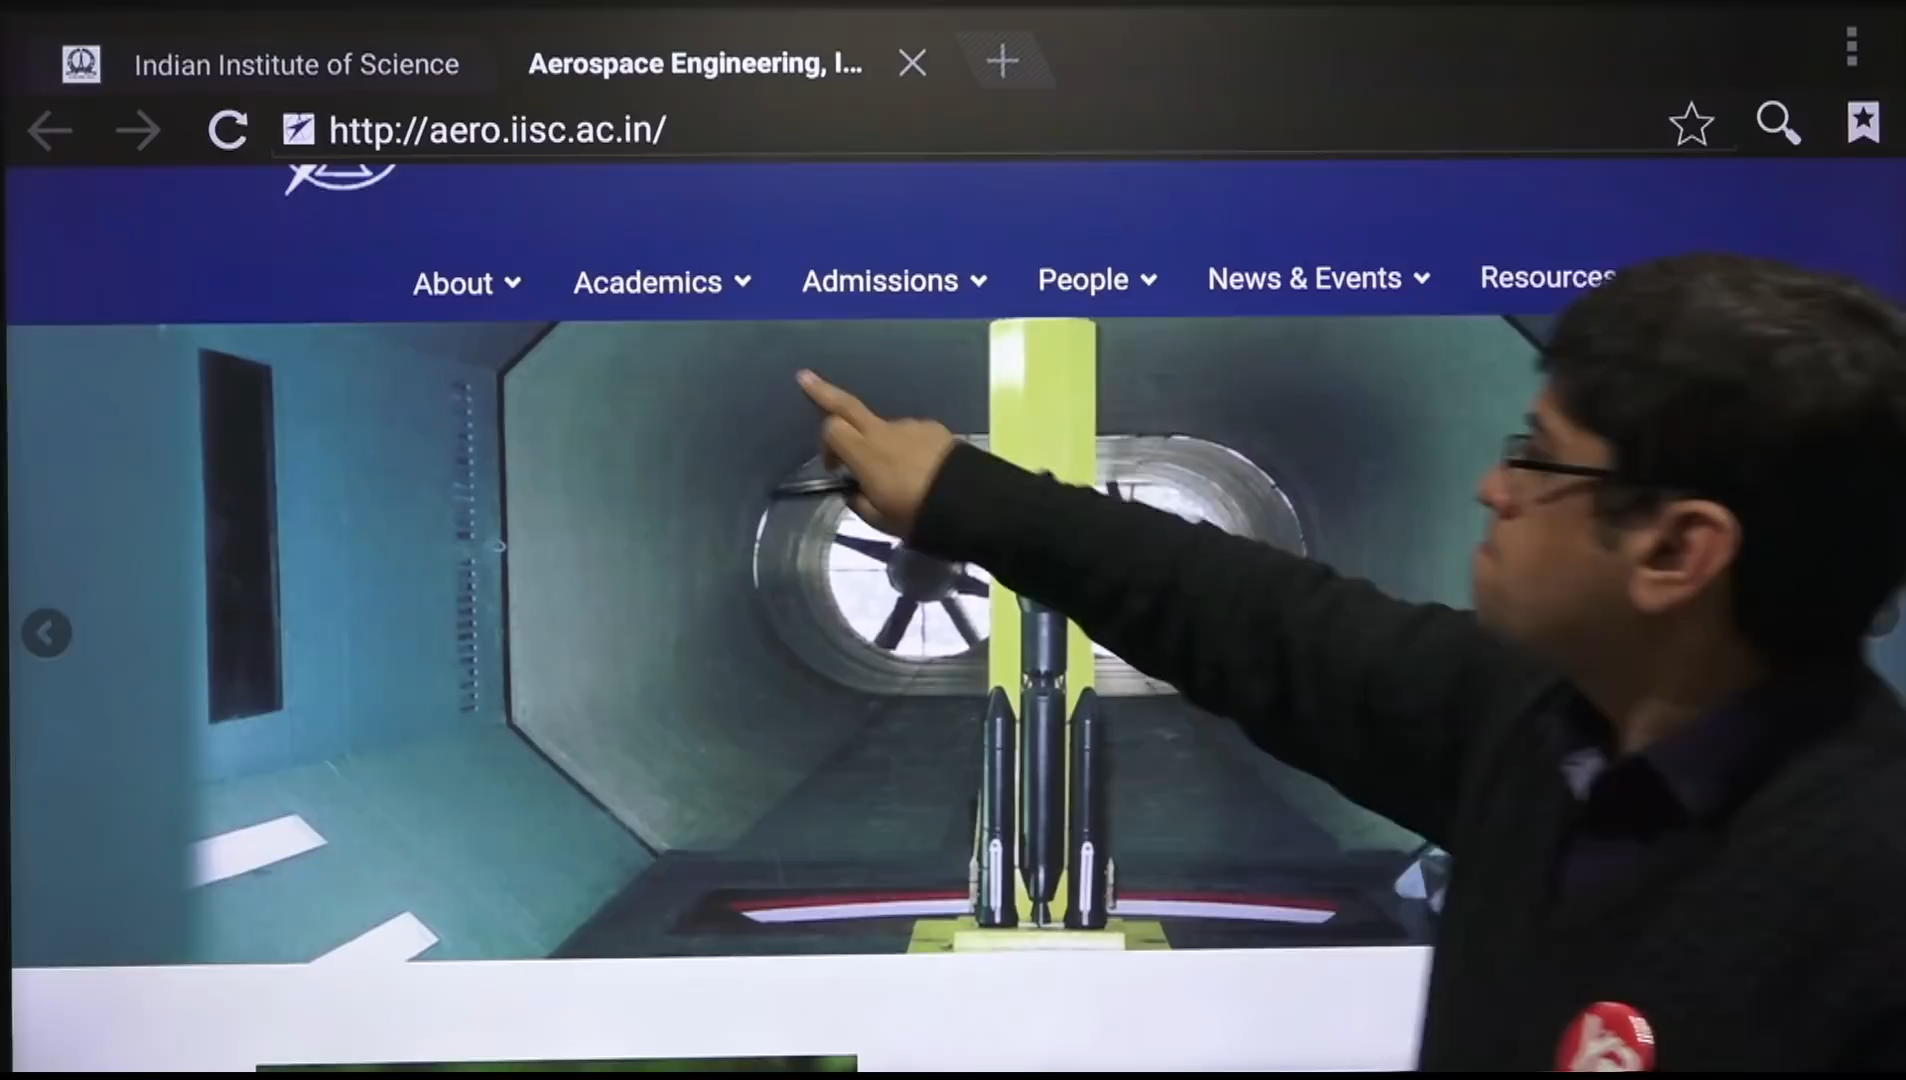 Indian Institute of Science
Aerospace Engineering, I...
http://aero.iisc.ac.in/
About
Academics
Admissions
People
News & Events
Resources